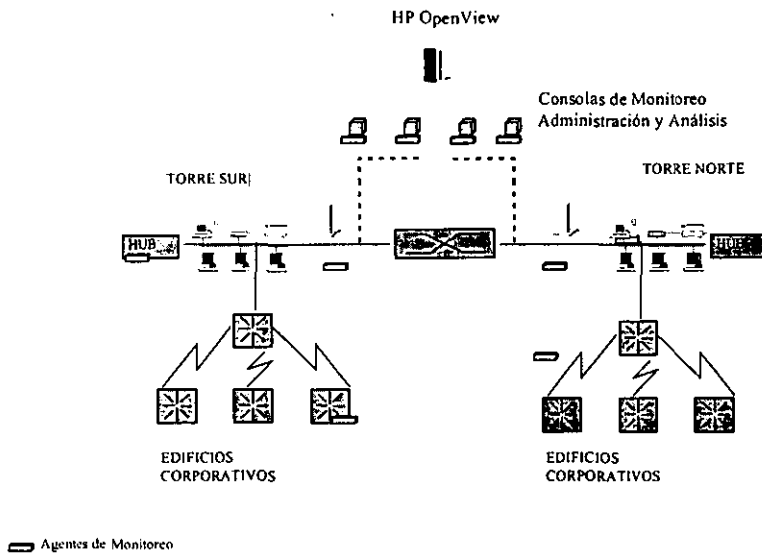 HP OpenView
Consolas de Monitoreo
Administración y Análisis
TORRE SUR
TORRE NORTE
HUB
HUB
EDIFICIOS
CORPORATIVOS
EDIFICIOS
CORPORATIVOS
Agentes de Monitoreo